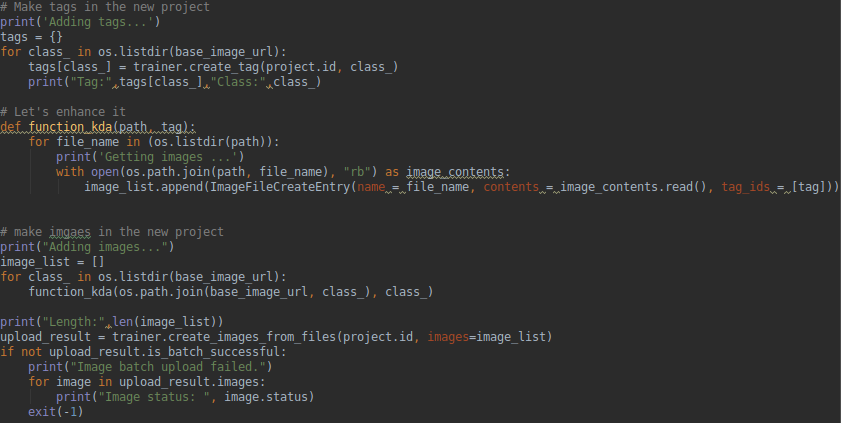 # Make tags in the new project
print('Adding tags...')
tags = {}
for class_ in os.listdir(base_image_url):
    tags[class_] = trainer.create_tag(project.id, class_)
    print("Tag:",tags[class_],"Class:",class_)

# Let's enhance it
def function_kda(path, tag):
    for file_name in (os.listdir(path)):
        print('Getting images ...')
        with open(os.path.join(path, file_name), "rb") as image_contents:
            image_list.append(ImageFileCreateEntry(name = file_name, contents = image_contents.read(), tag_ids = [tag]))


# make imgaes in the new project
print("Adding images...")
image_list = []
for class_ in os.listdir(base_image_url):
    function_kda(os.path.join(base_image_url, class_), class_)

print("Length:",len(image_list))
upload_result = trainer.create_images_from_files(project.id, images=image_list)
if not upload_result.is_batch_successful:
    print("Image batch upload failed.")
    for image in upload_result.images:
        print("Image status: ", image.status)
    exit(-1)